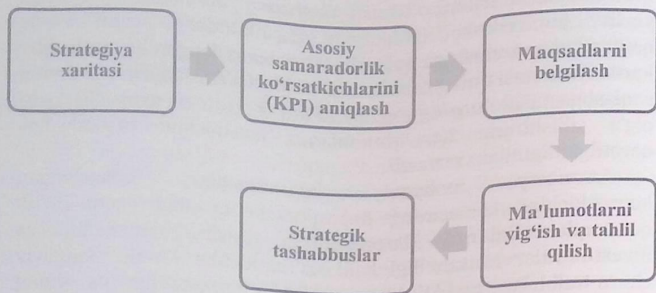 Strategiya
xaritasi
Asosiy
samaradorlik
ko‘rsatkichlarini
(KPI) aniqlash
Maqsadlarni
belgilash
Ma'lumotlarni
yig‘ish va tahlil
qilish
Strategik
tashabbuslar